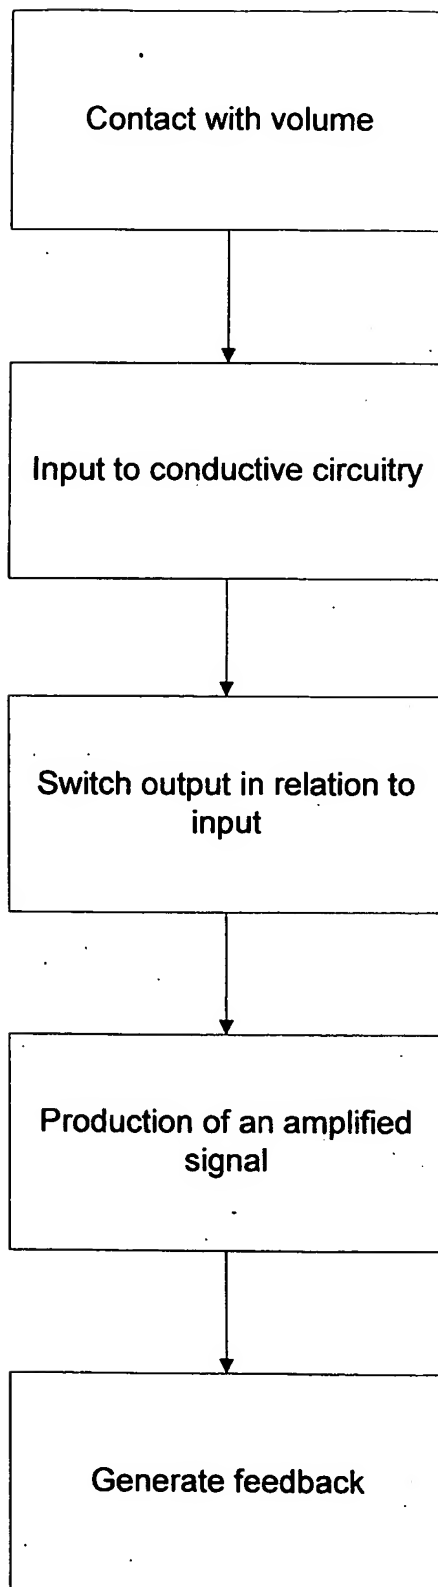 Contact with volume
Input to conductive circuitry
Switch output in relation to
input
Production of an amplified
signal
Generate feedback